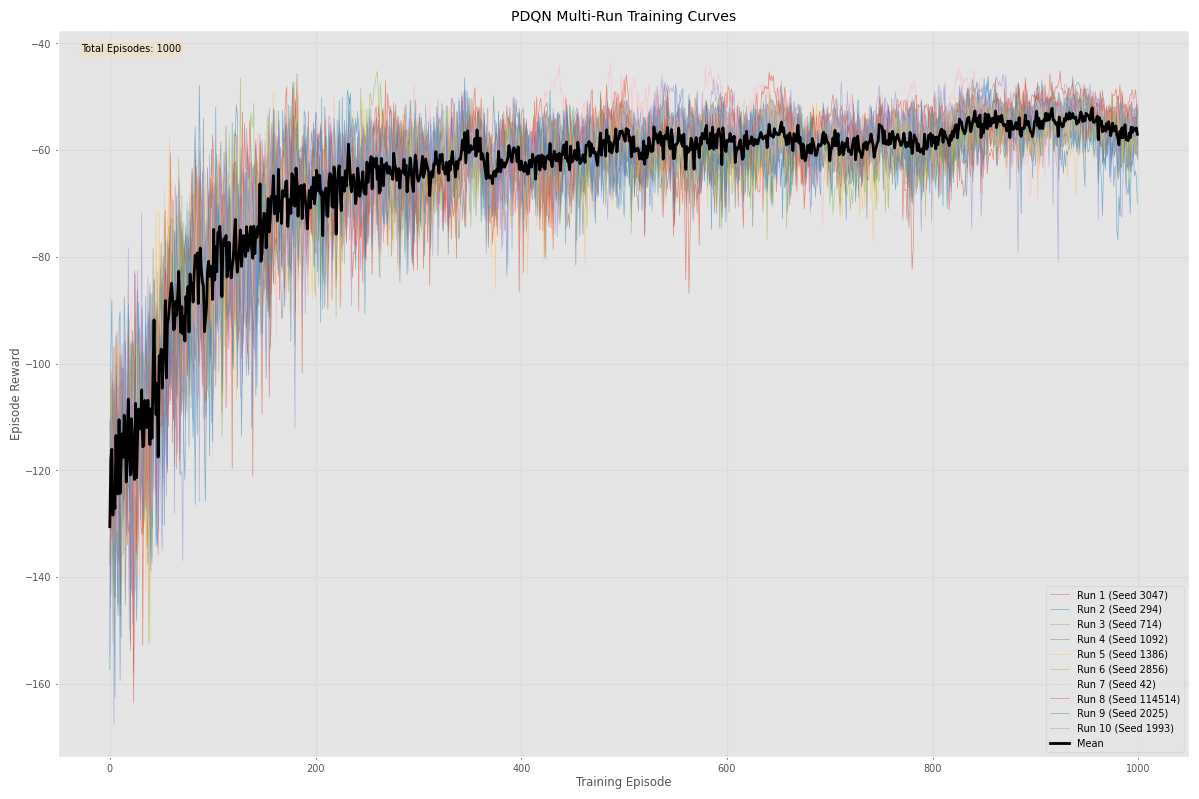 PDQN Multi-Run Training Curves
Total Episodes: 1000
−40
−60
−80
−100
−120
−140
−160
Episode Reward
0
200
400
600
800
1000
Training Episode
Run 1 (Seed 3047)
Run 2 (Seed 294)
Run 3 (Seed 714)
Run 4 (Seed 1092)
Run 5 (Seed 1386)
Run 6 (Seed 2856)
Run 7 (Seed 42)
Run 8 (Seed 114514)
Run 9 (Seed 2025)
Run 10 (Seed 1993)
Mean